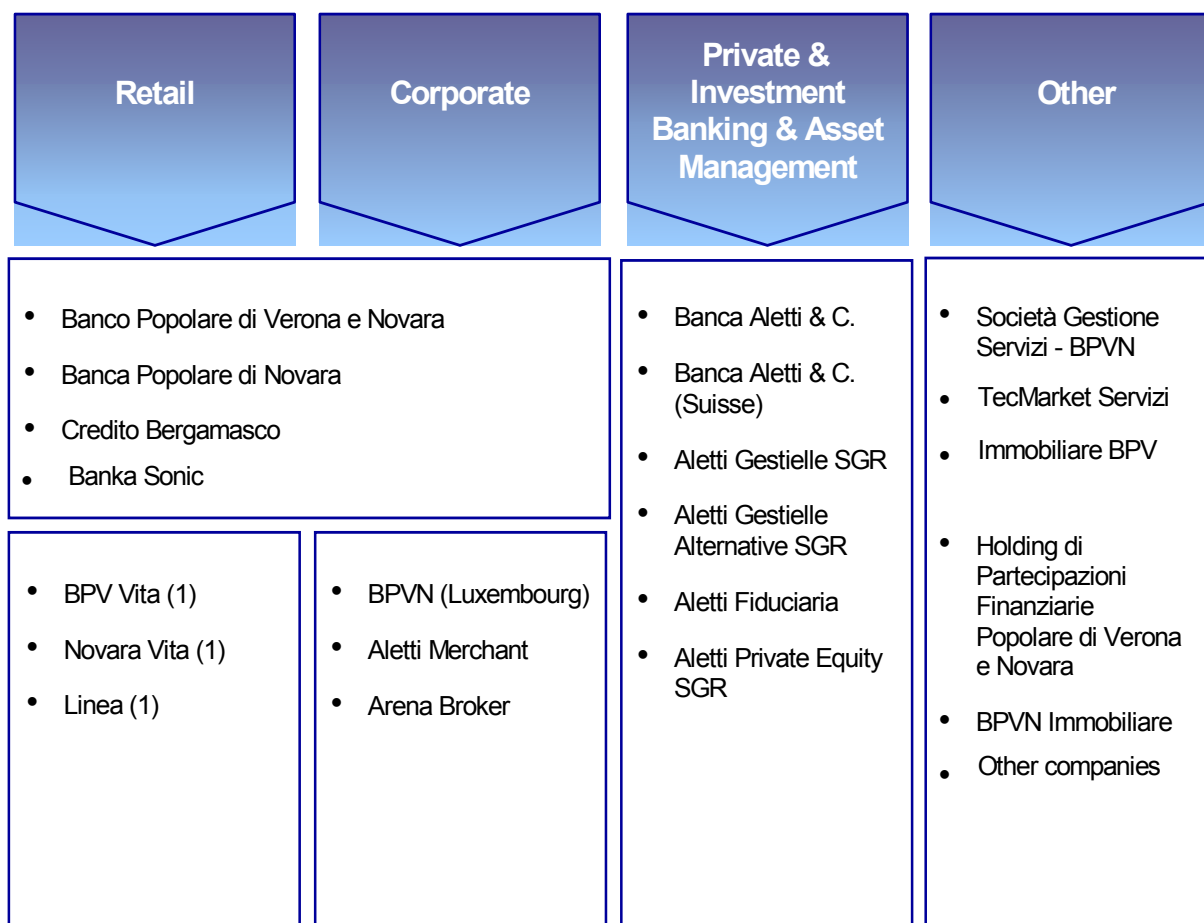 Retail
Corporate
Private &
Investment
Banking & Asset
Management
Other
• Banco Popolare di Verona e Novara
• Banca Popolare di Novara
• Credito Bergamasco
• Banka Sonic
• BPV Vita (1)
• Novara Vita (1)
• Linea (1)
• BPVN (Luxembourg)
• Aletti Merchant
• Arena Broker
• Banca Aletti & C.
• Banca Aletti & C.
(Suisse)
• Aletti Gestielle SGR
• Aletti Gestielle
Alternative SGR
• Aletti Fiduciaria
• Aletti Private Equity
SGR
• Società Gestione
Servizi - BPVN
• TecMarket Servizi
• Immobiliare BPV
• Holding di
Partecipazioni
Finanziarie
Popolare di Verona
e Novara
• BPVN Immobiliare
• Other companies